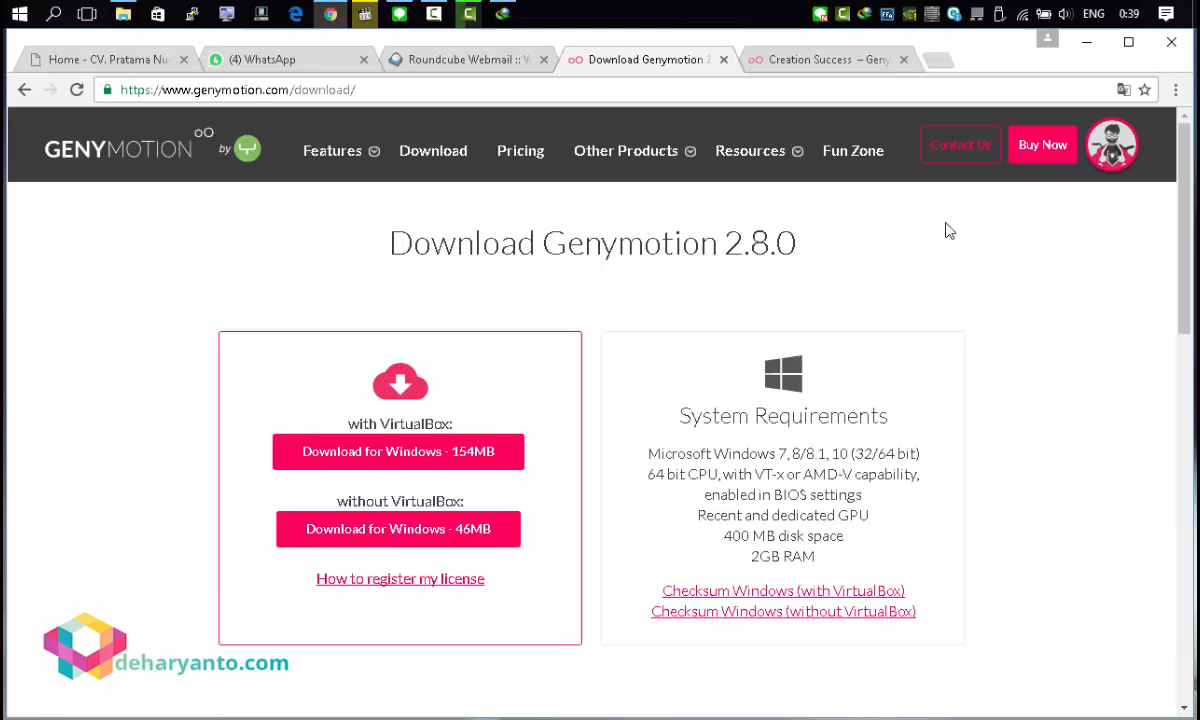 ENG 0:39
Home - CV. Pratama Nu
(4) WhatsApp
Roundcube Webmail ::
Download Genymotion 2
Creation Success – Geny
https://www.genymotion.com/download/
GENYMOTION by
Features
Download
Pricing
Other Products
Resources
Fun Zone
Contact Us
Buy Now
Download Genymotion 2.8.0
with VirtualBox:
Download for Windows - 154MB
without VirtualBox:
Download for Windows - 46MB
How to register my license
System Requirements
Microsoft Windows 7, 8/8.1, 10 (32/64 bit)
64 bit CPU, with VT-x or AMD-V capability,
enabled in BIOS settings
Recent and dedicated GPU
400 MB disk space
2GB RAM
Checksum Windows (with VirtualBox)
Checksum Windows (without VirtualBox)
deharyanto.com